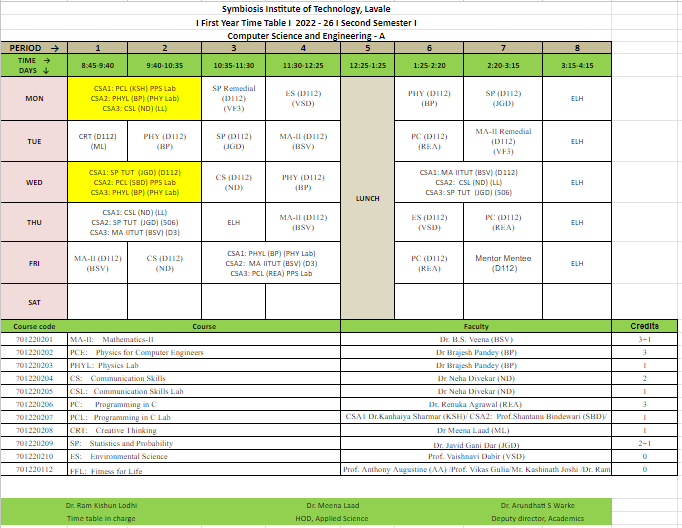 Symbiosis Institute of Technology, Lavale
I First Year Time Table I 2022 - 26 I Second Semester I
Computer Science and Engineering - A
PERIOD → 1 2 3 4 5 6 7 8
TIME → DAYS ↓ 8:45-9:40 9:40-10:35 10:35-11:30 11:30-12:25 12:25-1:25 1:25-2:20 2:20-3:15 3:15-4:15
MON
CSA1: PCL (KSH) PPS Lab
CSA2: PHYL (BP) (PHY Lab)
CSA3: CSL (ND) (LL)
SP Remedial
(D112)
(VF3)
ES (D112)
(VSD)
PHY (D112)
(BP)
SP (D112)
(JGD)
ELH
TUE
CRT (D112)
(ML)
PHY (D112)
(BP)
SP (D112)
(JGD)
MA-II (D112)
(BSV)
PC (D112)
(REA)
MA-II Remedial
(D112)
(VF3)
ELH
WED
CSA1: SP TUT (JGD) (D112)
CSA2: PCL (SBD) PPS Lab
CSA3: PHYL (BP) (PHY Lab)
CS (D112)
(ND)
PHY (D112)
(BP)
LUNCH
CSA1: MA IITUT (BSV) (D112)
CSA2: CSL (ND) (LL)
CSA3: SP TUT (JGD) (506)
ELH
THU
CSA1: CSL (ND) (LL)
CSA2: SP TUT (JGD) (506)
CSA3: MA IITUT (BSV) (D3)
ELH
MA-II (D112)
(BSV)
ES (D112)
(VSD)
PC (D112)
(REA)
ELH
FRI
MA-II (D112)
(BSV)
CS (D112)
(ND)
CSA1: PHYL (BP) (PHY Lab)
CSA2: MA IITUT (BSV) (D3)
CSA3: PCL (REA) PPS Lab
PC (D112)
(REA)
Mentor Mentee
(D112)
ELH
SAT
Course code Course Faculty Credits
701220201 MA-II: Mathematics-II Dr. B.S. Veena (BSV) 3+1
701220202 PCE: Physics for Computer Engineers Dr Brajesh Pandey (BP) 3
701220203 PHYL: Physics Lab Dr Brajesh Pandey (BP) 1
701220204 CS: Communication Skills Dr Neha Divekar (ND) 2
701220205 CSL: Communication Skills Lab Dr Neha Divekar (ND) 1
701220206 PC: Programming in C Dr. Renuka Agrawal (REA) 3
701220207 PCL: Programming in C Lab CSA1 Dr.Kanhaiya Sharmar (KSH)/ CSA2: Prof.Shantanu Bindewari (SBD)/ 1
701220208 CRT: Creative Thinking Dr Meena Laad (ML) 1
701220209 SP: Statistics and Probability Dr. Javid Gani Dar (JGD) 2+1
701220210 ES: Environmental Science Prof. Vaishnavi Dabir (VSD) 0
701220112 FFL: Fitness for Life Prof. Anthony Augustine (AA) /Prof. Vikas Gulia/Mr. Kashinath Joshi /Dr. Ram 0
Dr. Ram Kishun Lodhi Dr. Meena Laad Dr. Arundhati S Warke
Time table in charge HOD, Applied Science Deputy director, Academics